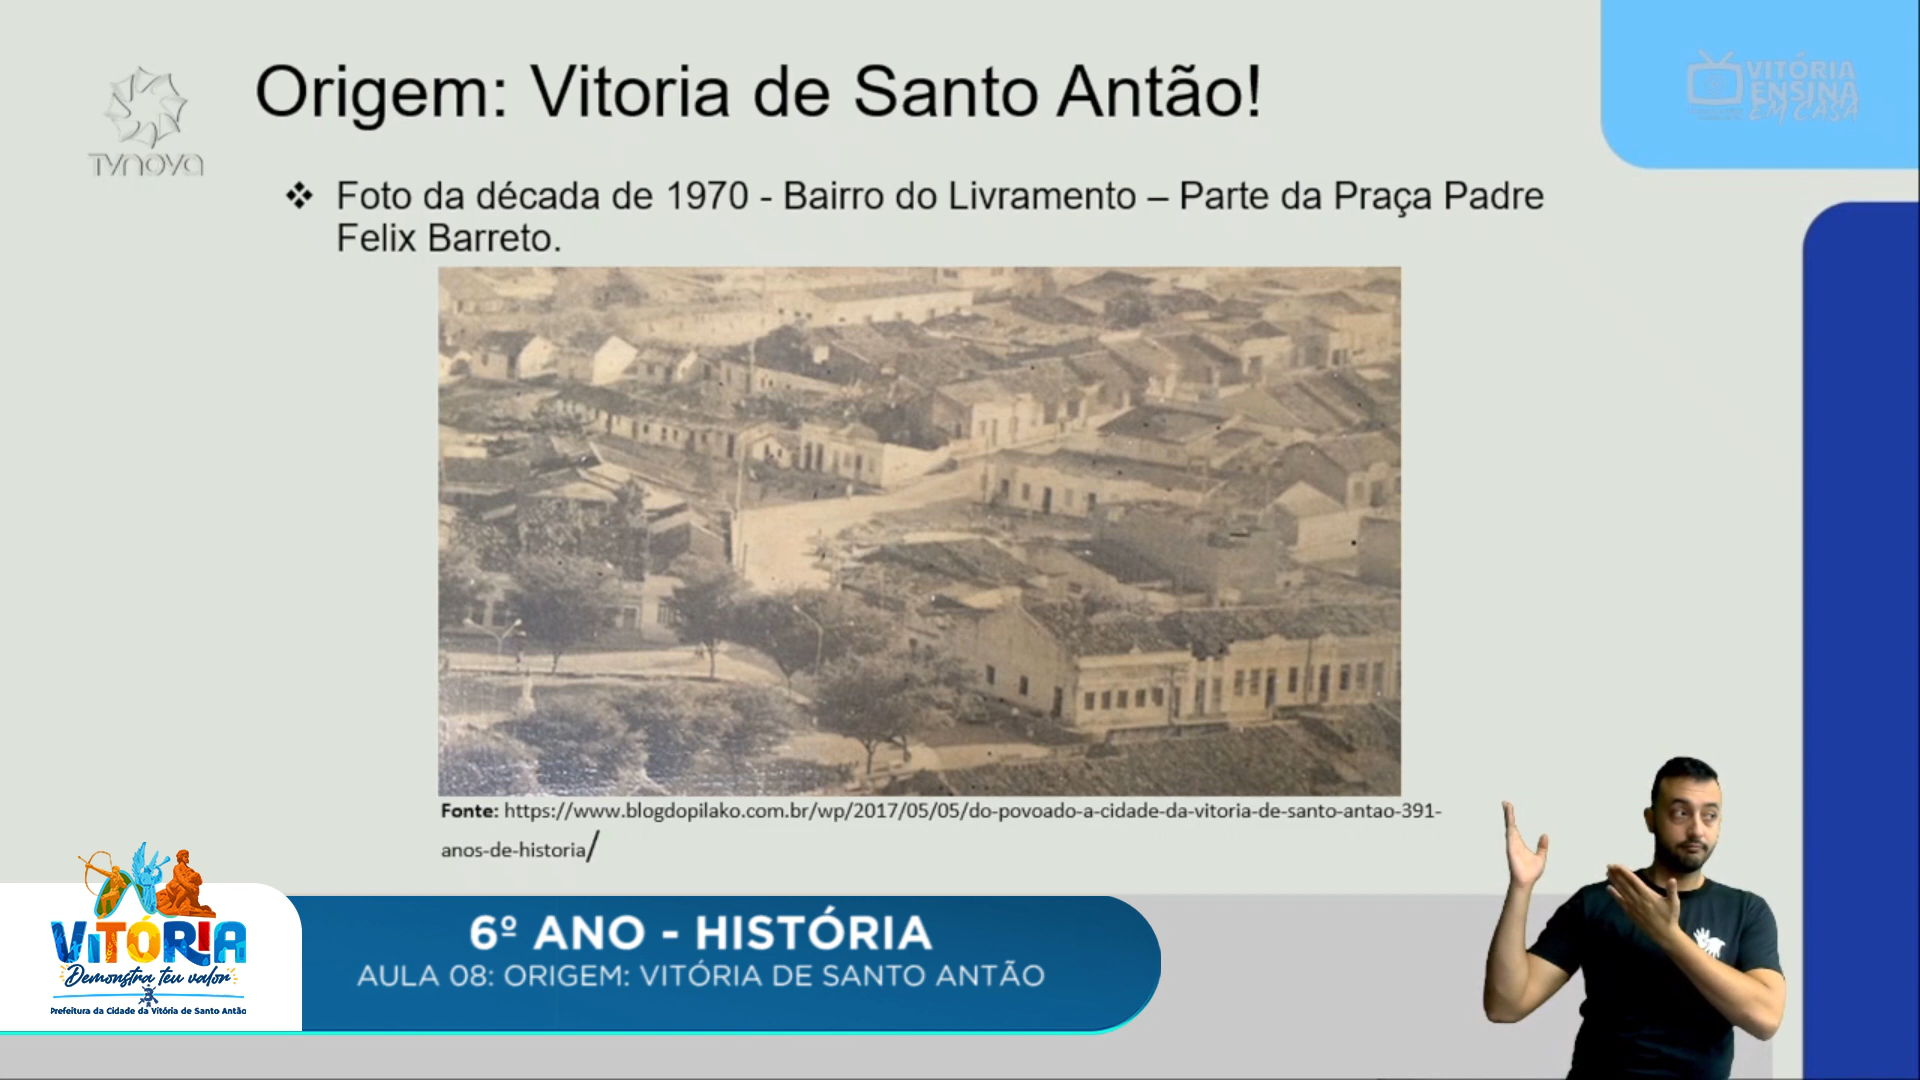 Origem: Vitoria de Santo Antão!
TVNOVA
VITÓRIA
ENSINA
EM CASA
❖ Foto da década de 1970 - Bairro do Livramento – Parte da Praça Padre
Felix Barreto.
Fonte: https://www.blogdopilako.com.br/wp/2017/05/05/do-povoado-a-cidade-da-vitoria-de-santo-antao-391-
anos-de-historia/
VITÓRIA
Demonstra teu valor
Prefeitura da Cidade da Vitória de Santo Antão
6º ANO - HISTÓRIA
AULA 08: ORIGEM: VITÓRIA DE SANTO ANTÃO